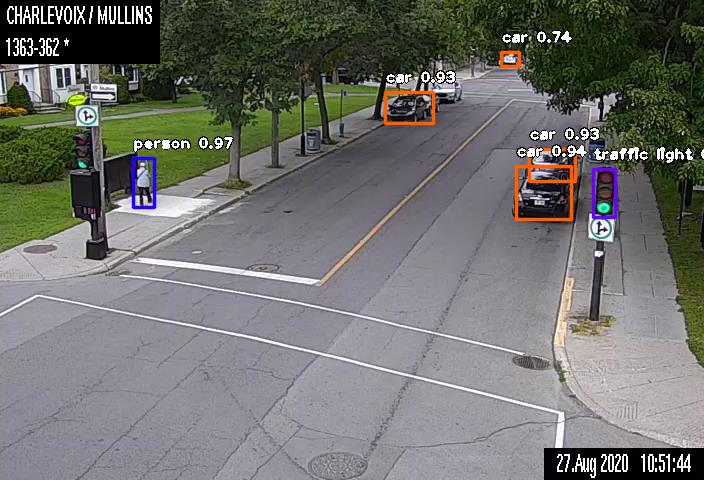 CHARLEVOIX / MULLINS
1363-362 *
car 0.74
car 0.93
car 0.93
car 0.94
traffic light
person 0.97
27.Aug 2020 10:51:44